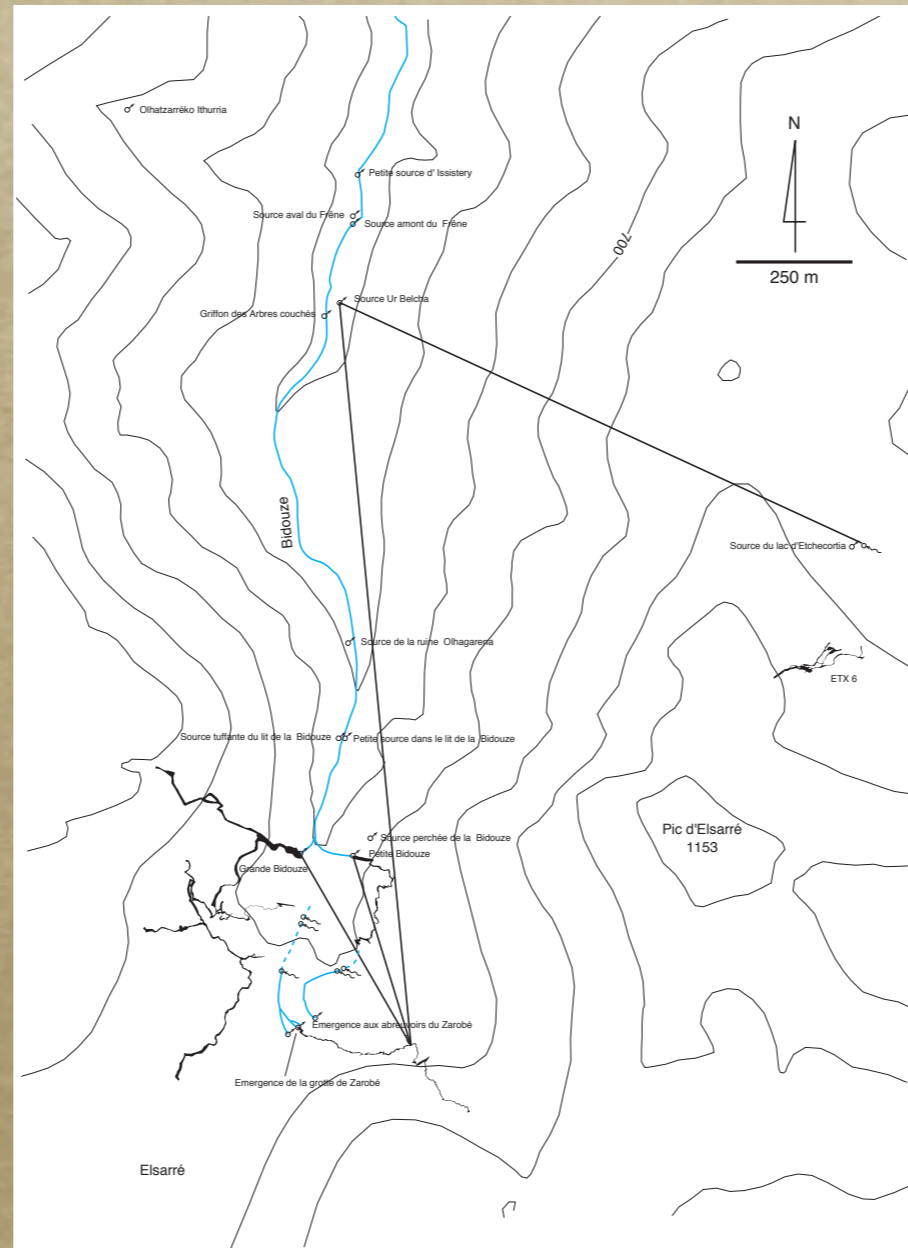 Olhatzarréko Ithurria
N
Petite source d' Issistery
Source aval du Frêne
Source amont du Frêne
700
250 m
Source Ur Belcha
Griffon des Arbres couchés
Bidouze
Source du lac d'Etchecortia
Source de la ruine Olhagarena
ETX 6
Source tuffante du lit de la Bidouze
Petite source dans le lit de la Bidouze
Pic d'Elsarré
1153
Source perchée de la Bidouze
Petite Bidouze
Grande Bidouze
Emergence aux abreuvoirs du Zarobé
Emergence de la grotte de Zarobé
Elsarré